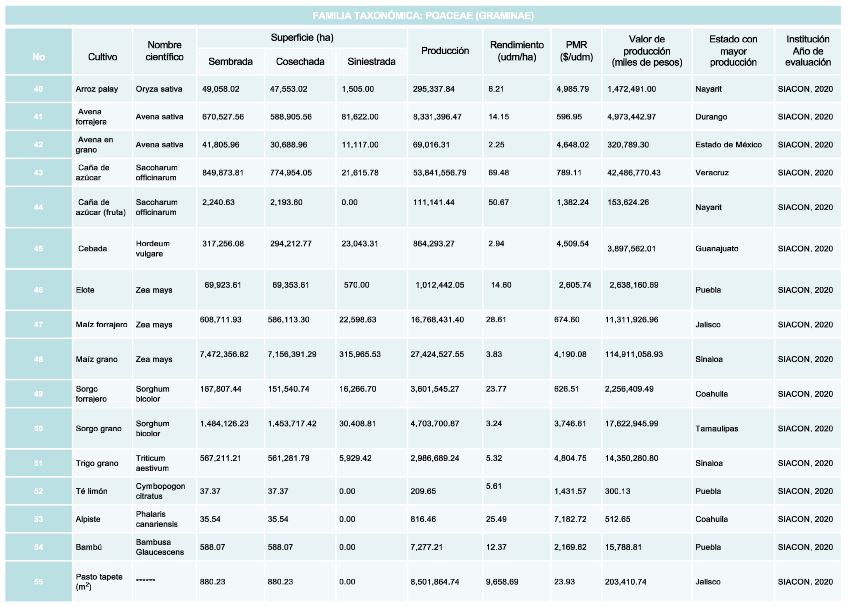 FAMILIA TAXONÓMICA: POACEAE (GRAMINAE)
No Cultivo Nombre científico Superficie (ha) Producción Rendimiento (udm/ha) PMR ($/udm) Valor de producción (miles de pesos) Estado con mayor producción Institución Año de evaluación
Sembrada Cosechada Siniestrada
40 Arroz palay Oryza sativa 49,058.02 47,553.02 1,505.00 295,337.84 6.21 4,985.79 1,472,491.00 Nayarit SIACON, 2020
41 Avena forrajera Avena sativa 670,527.56 588,905.56 81,622.00 8,331,396.47 14.15 596.95 4,973,442.97 Durango SIACON, 2020
42 Avena en grano Avena sativa 41,805.96 30,688.96 11,117.00 69,016.31 2.25 4,648.02 320,789.30 Estado de México SIACON, 2020
43 Caña de azúcar Saccharum officinarum 849,873.81 774,954.05 21,615.78 53,841,556.79 69.48 789.11 42,486,770.43 Veracruz SIACON, 2020
44 Caña de azúcar (fruta) Saccharum officinarum 2,240.63 2,193.60 0.00 111,141.44 50.67 1,382.24 153,624.26 Nayarit SIACON, 2020
45 Cebada Hordeum vulgare 317,256.08 294,212.77 23,043.31 864,293.27 2.94 4,509.54 3,897,562.01 Guanajuato SIACON, 2020
46 Elote Zea mays 69,923.61 69,353.61 570.00 1,012,442.05 14.60 2,605.74 2,638,160.69 Puebla SIACON, 2020
47 Maíz forrajero Zea mays 608,711.93 586,113.30 22,598.63 16,768,431.40 28.61 674.60 11,311,926.96 Jalisco SIACON, 2020
48 Maíz grano Zea mays 7,472,356.82 7,156,391.29 315,965.53 27,424,527.55 3.83 4,190.08 114,911,058.93 Sinaloa SIACON, 2020
49 Sorgo forrajero Sorghum bicolor 167,807.44 151,540.74 16,266.70 3,601,545.27 23.77 626.51 2,256,409.49 Coahuila SIACON, 2020
50 Sorgo grano Sorghum bicolor 1,484,126.23 1,453,717.42 30,408.81 4,703,700.87 3.24 3,746.61 17,622,945.99 Tamaulipas SIACON, 2020
51 Trigo grano Triticum aestivum 567,211.21 561,281.79 5,929.42 2,986,689.24 5.32 4,804.75 14,350,280.80 Sinaloa SIACON, 2020
52 Té limón Cymbopogon citratus 37.37 37.37 0.00 209.65 5.61 1,431.57 300.13 Puebla SIACON, 2020
53 Alpiste Phalaris canariensis 35.54 35.54 0.00 816.46 25.49 7,182.72 512.65 Coahuila SIACON, 2020
54 Bambú Bambusa Glaucescens 588.07 588.07 0.00 7,277.21 12.37 2,169.62 15,788.81 Puebla SIACON, 2020
55 Pasto tapete (m²) ------ 880.23 880.23 0.00 8,501,864.74 9,658.69 23.93 203,410.74 Jalisco SIACON, 2020